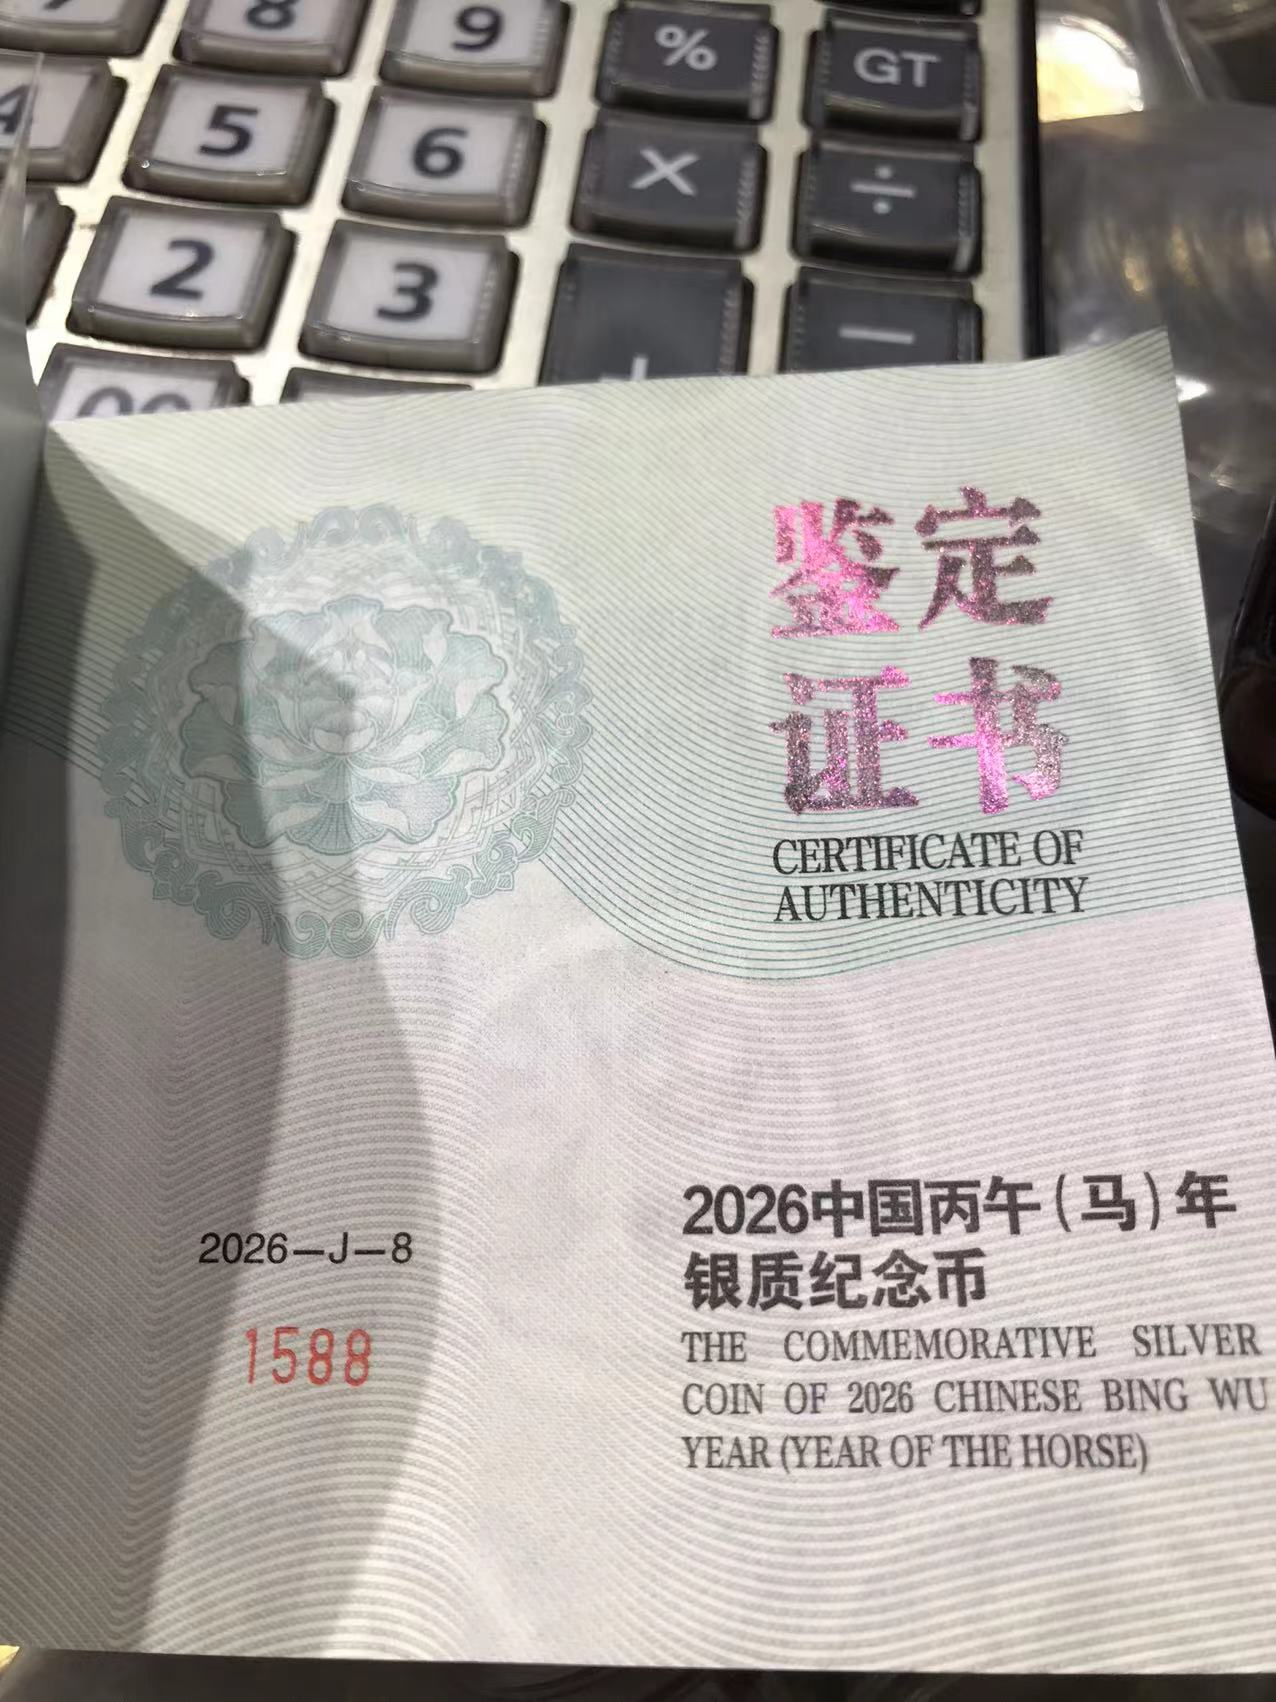 8 9 % GT
5 6 × ÷
2 3 + −
00
鉴定
证书
CERTIFICATE OF
AUTHENTICITY
2026－J－8
1588
2026中国丙午(马)年
银质纪念币
THE COMMEMORATIVE SILVER
COIN OF 2026 CHINESE BING WU
YEAR (YEAR OF THE HORSE)